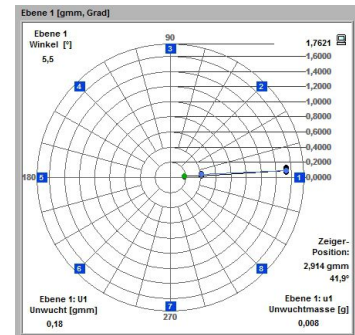 Ebene 1 [gmm, Grad]
Ebene 1
Winkel [°]
5,5
90
1,7621
1,6000
1,4000
1,2000
1,0000
0,8000
0,6000
0,4000
0,2000
0,0000
3
4
2
180
5
1
6
8
7
270
Zeiger-
Position:
2,914 gmm
41,9°
Ebene 1: U1
Unwucht [gmm]
0,18
Ebene 1: u1
Unwuchtmasse [g]
0,008